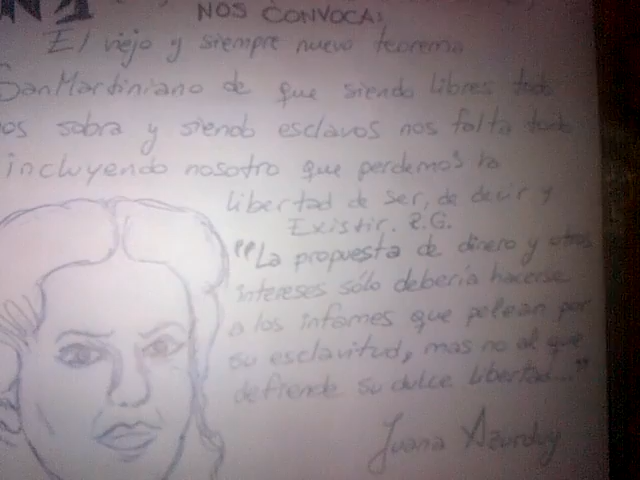 NOS CONVOCA:
El viejo y siempre nuevo teorema
SanMartiniano de que siendo libres todo
nos sobra y siendo esclavos nos falta todo
incluyendo nosotro que perdemos la
libertad de ser, de decir y
Existir. R.G.
"La propuesta de dinero y otros
intereses sólo debería hacerse
a los infames que pelean por
su esclavitud, mas no al que
defiende su dulce libertad..."
Juana Azurduy